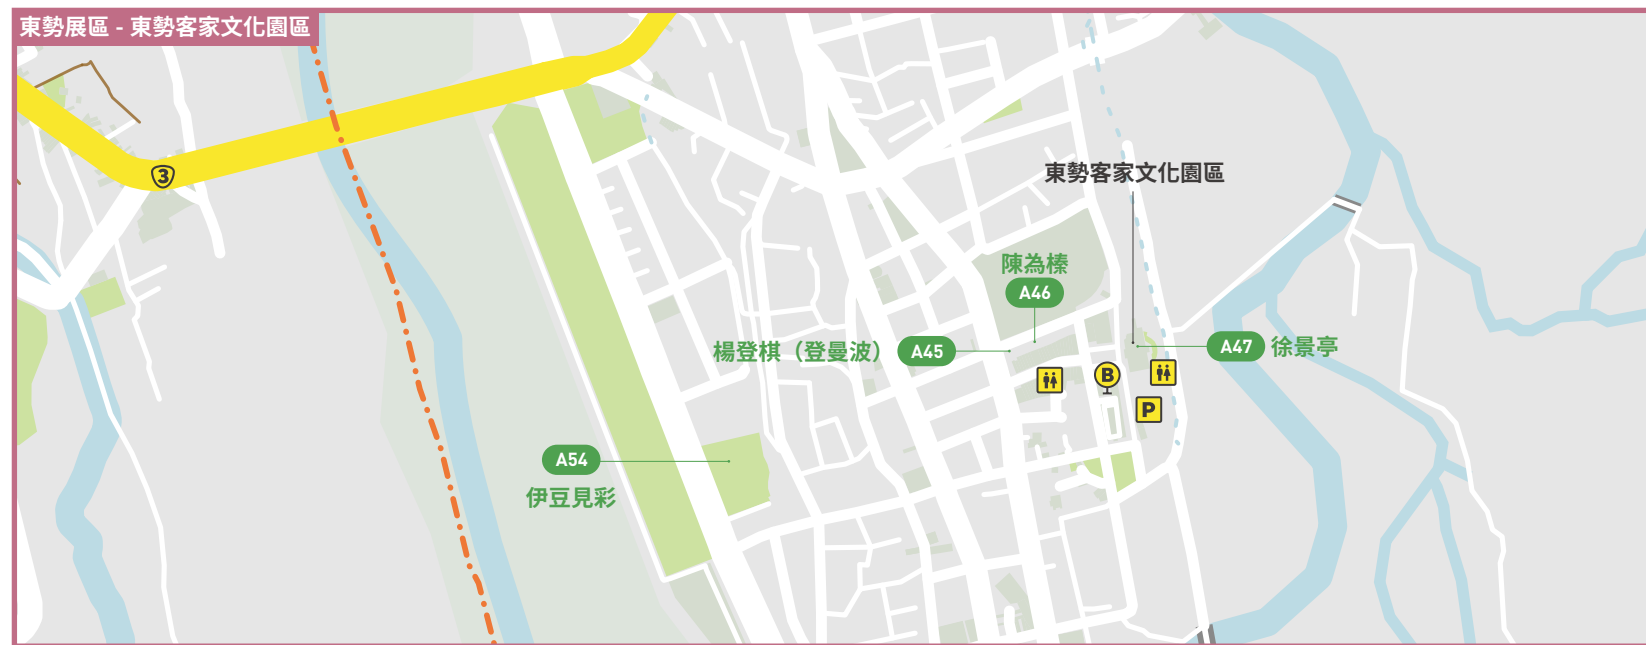 東勢展區 - 東勢客家文化園區
3
東勢客家文化園區
陳為榛
A46
楊登棋（登曼波）
A45
A47
徐景亭
B
P
A54
伊豆見彩